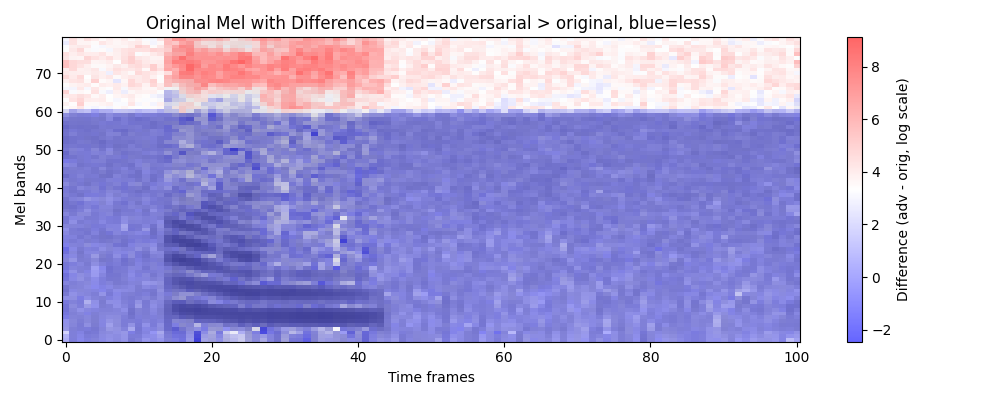 Original Mel with Differences (red=adversarial > original, blue=less)
Mel bands
70
60
50
40
30
20
10
0
0 20 40 60 80 100
Time frames
8
6
4
2
0
−2
Difference (adv - orig, log scale)